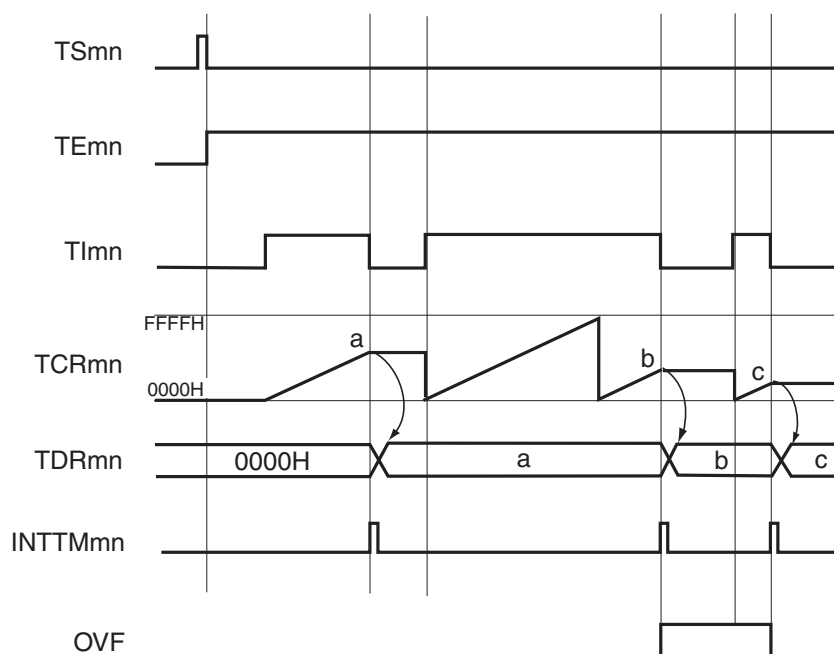 TSmn
TEmn
TImn
FFFFH
a
b
c
TCRmn
0000H
TDRmn
0000H
a
b
c
INTTMmn
OVF